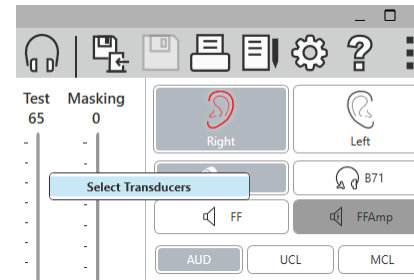 Test Masking
65 0
Right Left
Select Transducers
B71
FF FFAmp
AUD UCL MCL